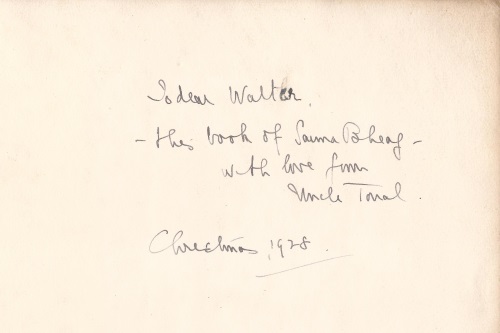 To dear Walter,
- this book of
with love from
Uncle
Christmas, 1928.